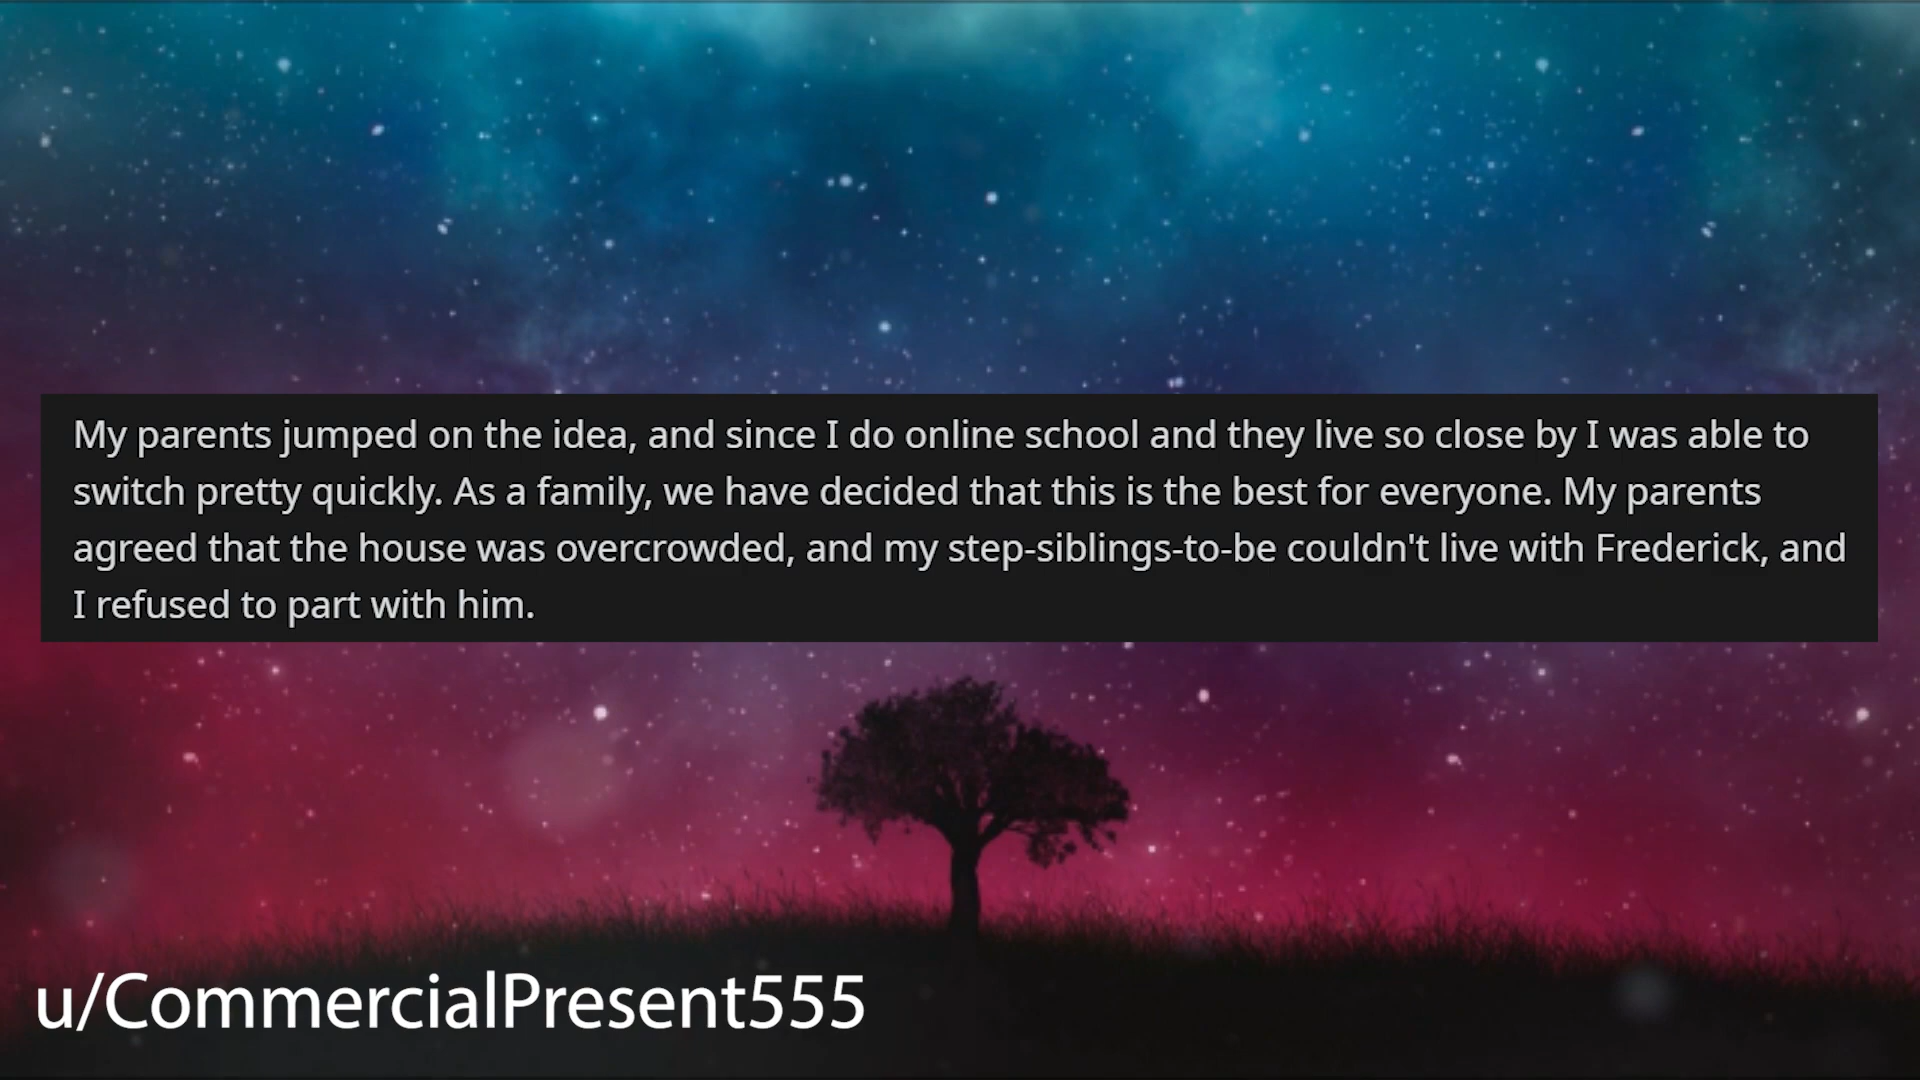 My parents jumped on the idea, and since I do online school and they live so close by I was able to
switch pretty quickly. As a family, we have decided that this is the best for everyone. My parents
agreed that the house was overcrowded, and my step-siblings-to-be couldn't live with Frederick, and
I refused to part with him.
u/CommercialPresent555